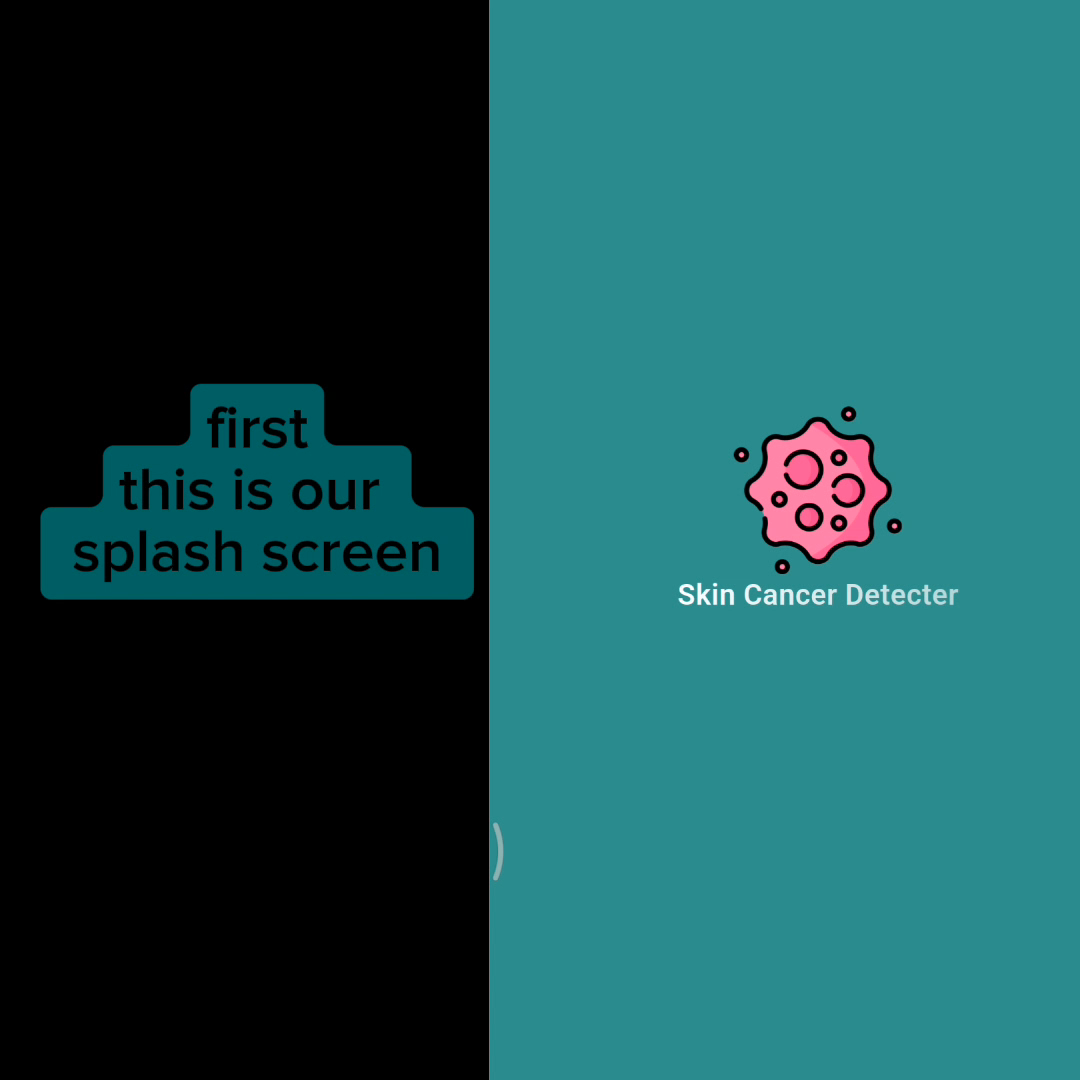 first
this is our
splash screen
Skin Cancer Detecter